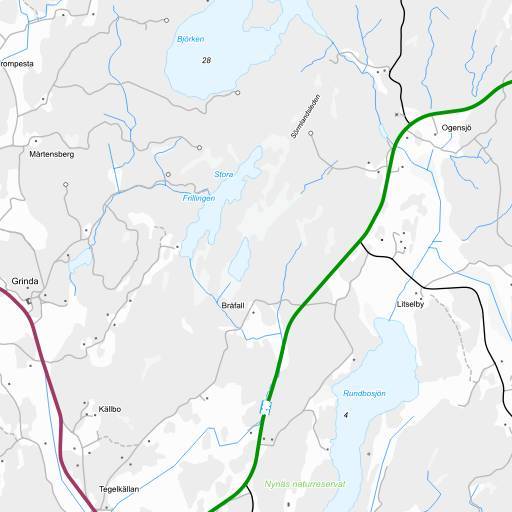 Björken
28
rompesta
Sörmlandsleden
Ogensjö
Mårtensberg
Stora
Frillingen
Grinda
Bråfall
Litselby
Rundbosjön
4
Källbo
Nynäs naturreservat
Tegelkällan